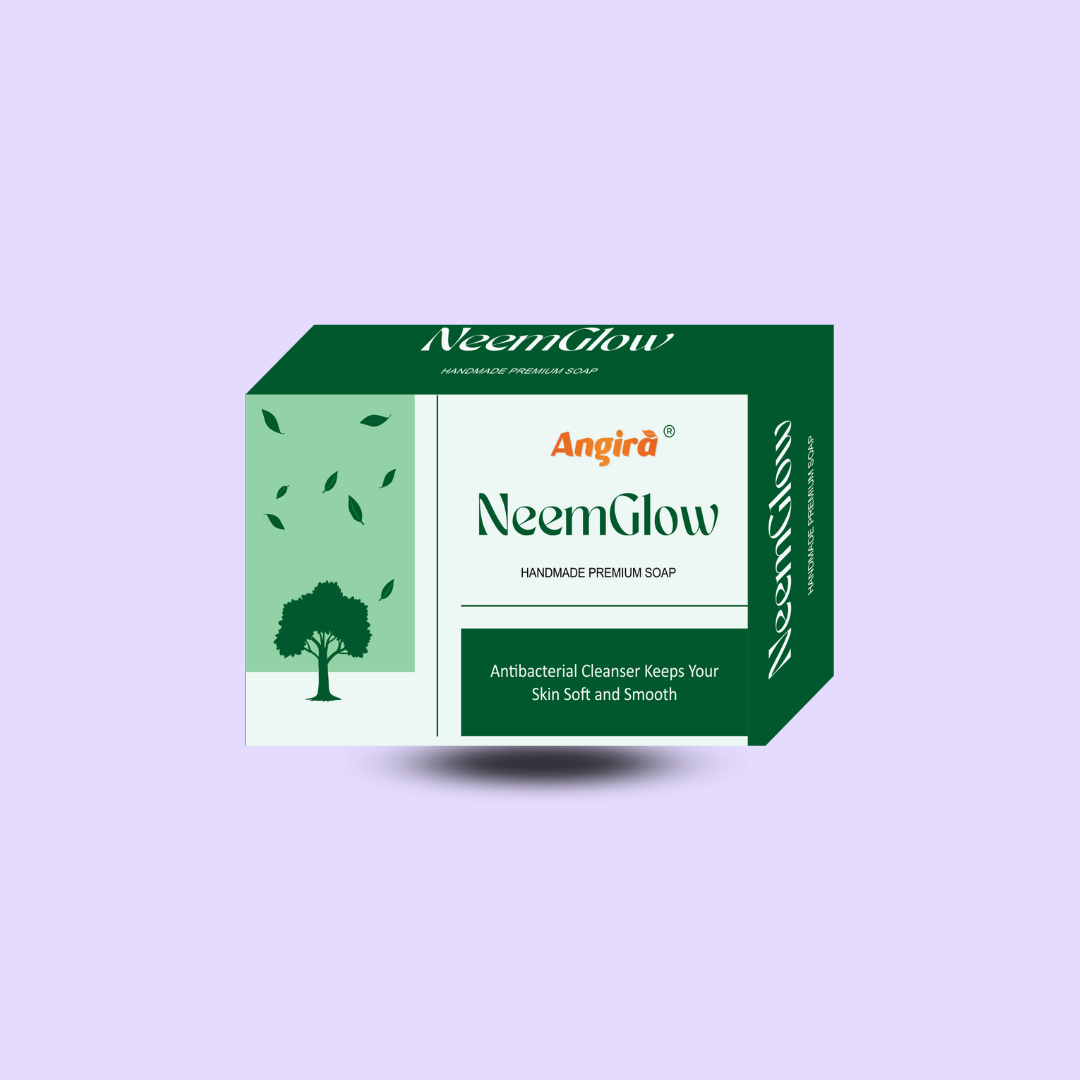 NeemGlow
HANDMADE PREMIUM SOAP
Angirà®
NeemGlow
HANDMADE PREMIUM SOAP
Antibacterial Cleanser Keeps Your
Skin Soft and Smooth
NeemGlow
HANDMADE PREMIUM SOAP